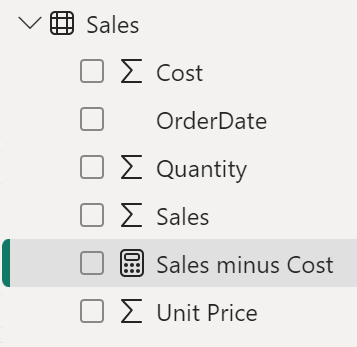 Sales
Cost
OrderDate
Quantity
Sales
Sales minus Cost
Unit Price